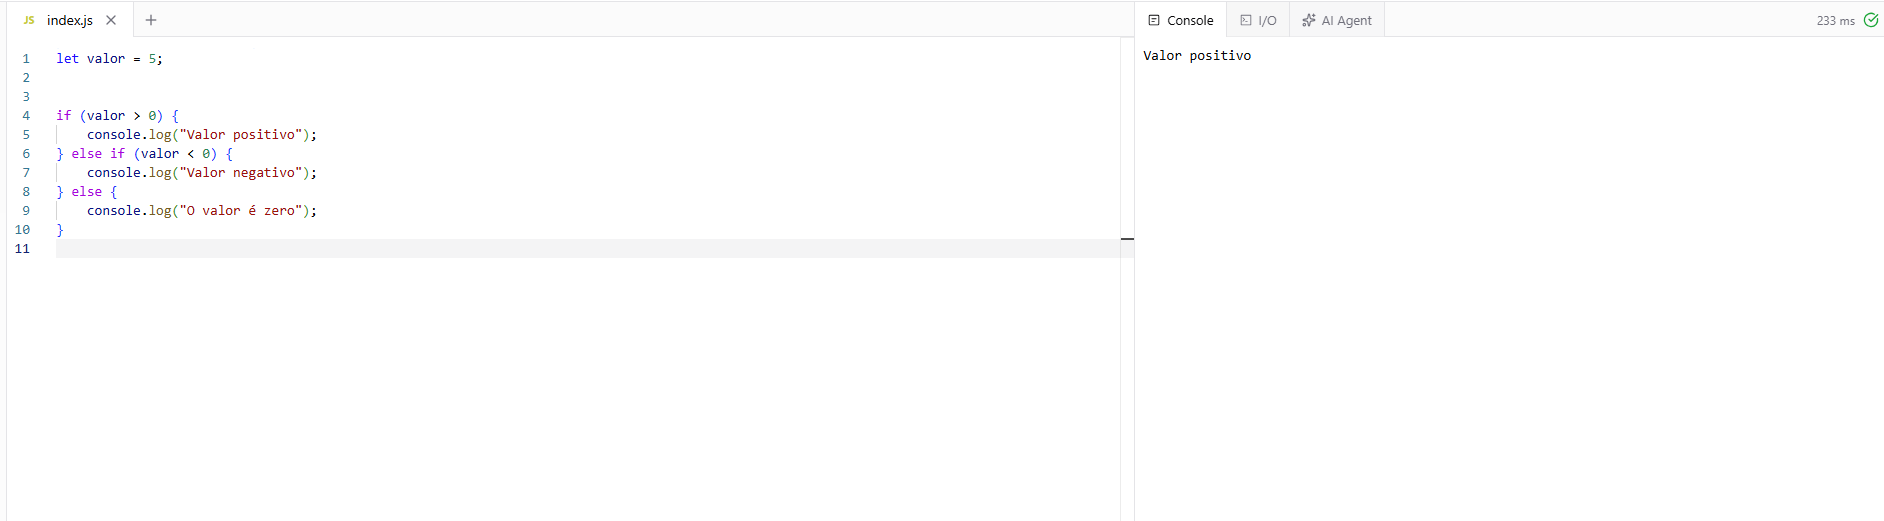 JS index.js
Console I/O AI Agent 233 ms
1 let valor = 5;
2
3
4 if (valor > 0) {
5     console.log("Valor positivo");
6 } else if (valor < 0) {
7     console.log("Valor negativo");
8 } else {
9     console.log("O valor é zero");
10 }
11
Valor positivo